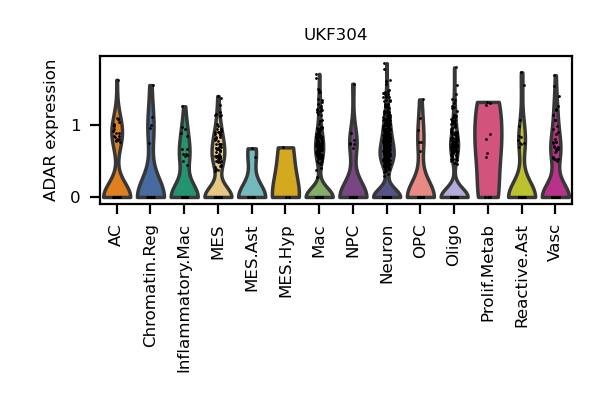 UKF304
ADAR expression
1
0
AC
Chromatin.Reg
Inflammatory.Mac
MES
MES.Ast
MES.Hyp
Mac
NPC
Neuron
OPC
Oligo
Prolif.Metab
Reactive.Ast
Vasc